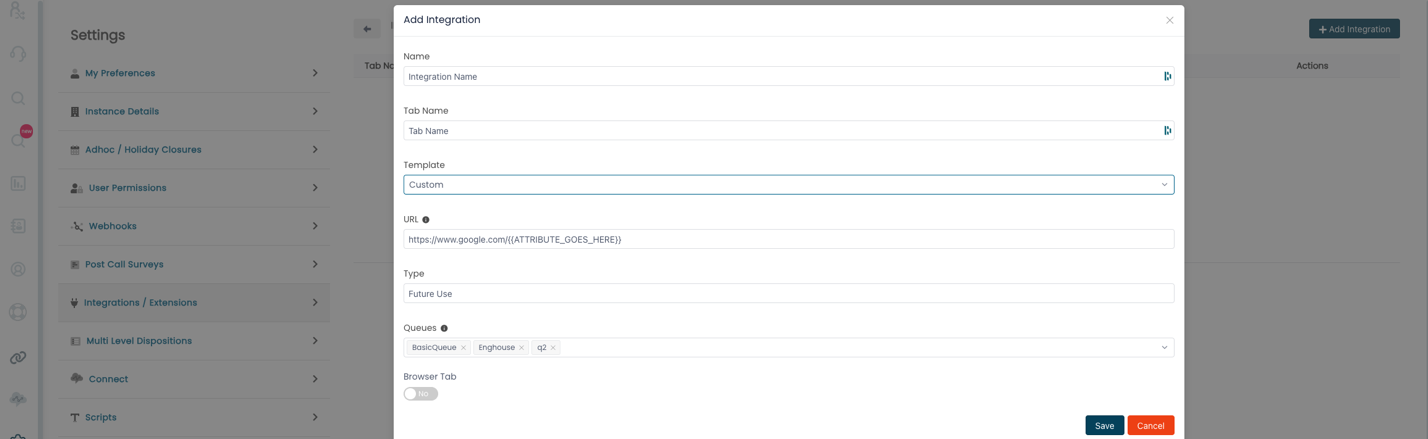 Settings
My Preferences
Instance Details
Adhoc / Holiday Closures
User Permissions
Webhooks
Post Call Surveys
Integrations / Extensions
Multi Level Dispositions
Connect
Scripts
new
Tab Na
Add Integration
Actions
Add Integration
Name
Integration Name
Tab Name
Tab Name
Template
Custom
URL
https://www.google.com/{{ATTRIBUTE_GOES_HERE}}
Type
Future Use
Queues
BasicQueue Enghouse q2
Browser Tab
No
Save Cancel